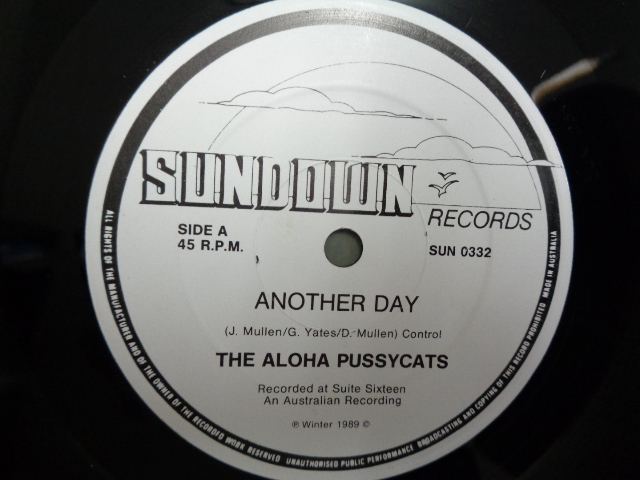 SUNDOWN
RECORDS
SIDE A
45 R.P.M.
SUN 0332
ANOTHER DAY
(J. Mullen/G. Yates/D. Mullen) Control
THE ALOHA PUSSYCATS
Recorded at Suite Sixteen
An Australian Recording
℗ Winter 1989 ©
ALL RIGHTS OF THE MANUFACTURER AND OF THE OWNER OF THE RECORDED WORK RESERVED UNAUTHORISED PUBLIC PERFORMANCE BROADCASTING AND COPYING OF THIS RECORD PROHIBITED MADE IN AUSTRALIA